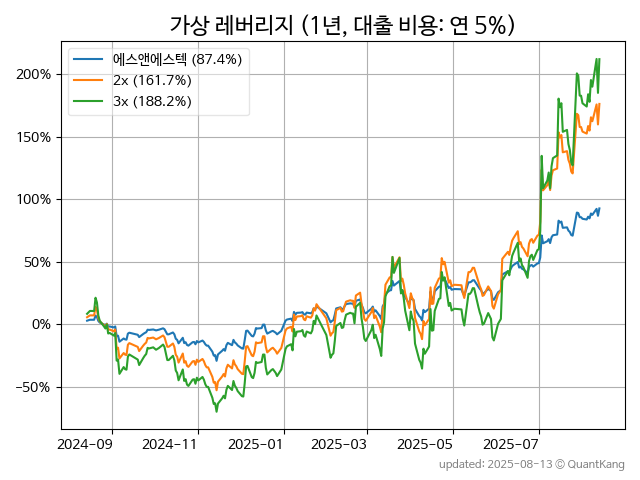 가상 레버리지 (1년, 대출 비용: 연 5%)
에스앤에스텍 (87.4%)
2x (161.7%)
3x (188.2%)
200%
150%
100%
50%
0%
−50%
2024−09
2024−11
2025−01
2025−03
2025−05
2025−07
updated: 2025-08-13 © QuantKang